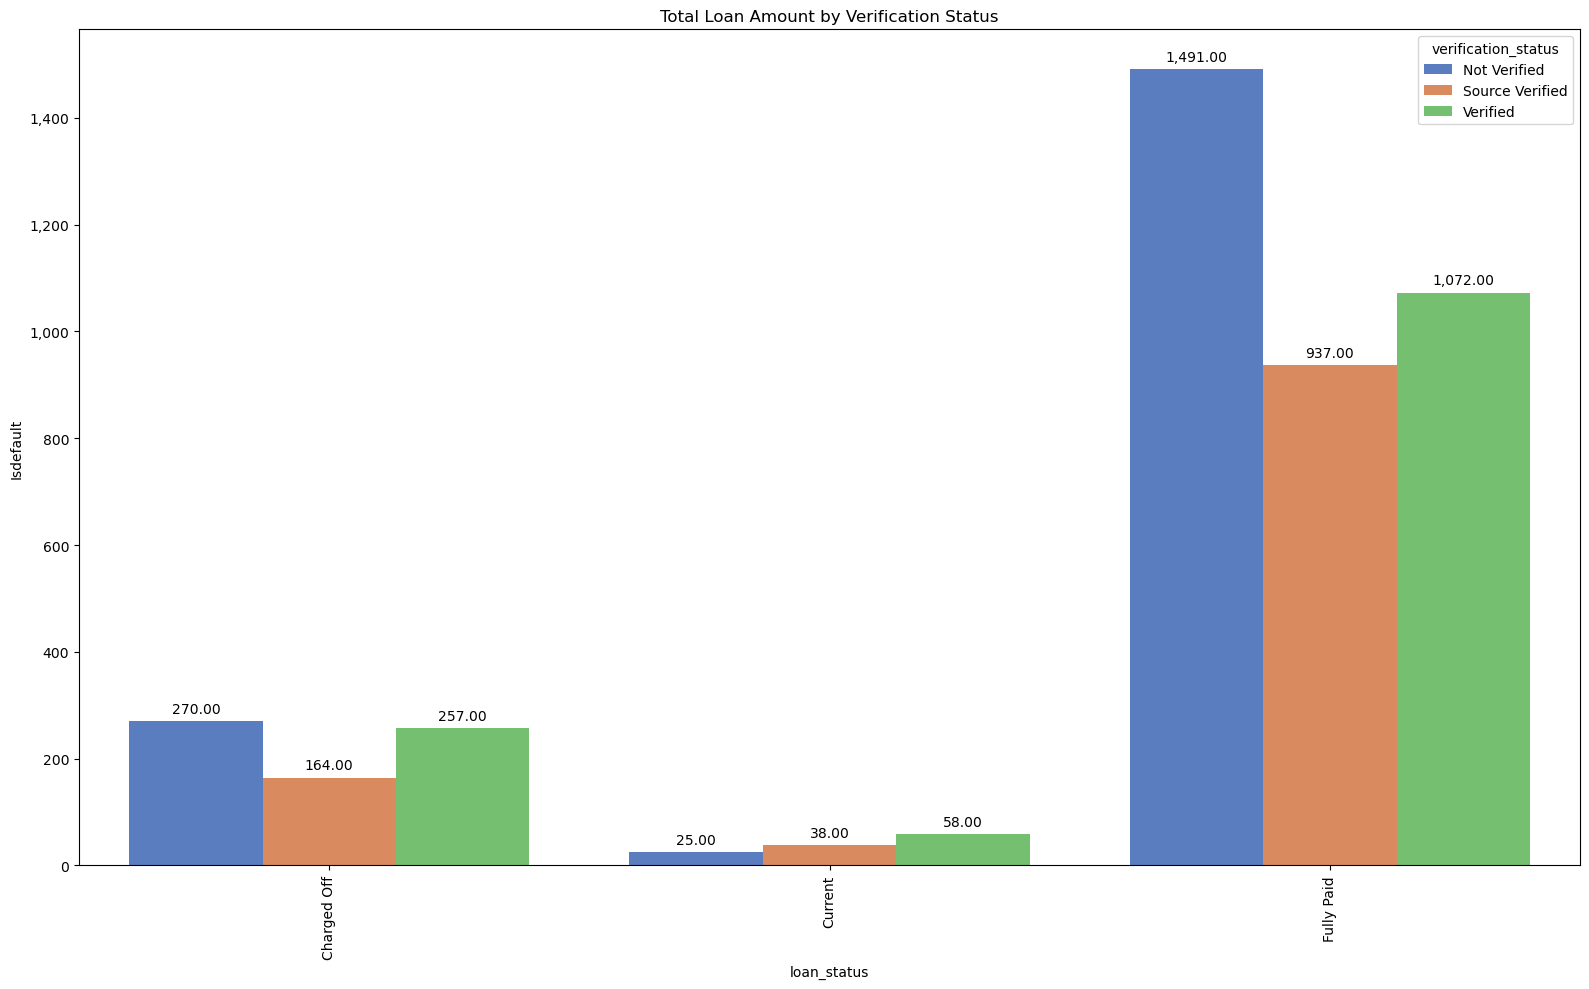 Total Loan Amount by Verification Status
verification_status
Not Verified
Source Verified
Verified
Isdefault
1,400
1,200
1,000
800
600
400
200
0
270.00
164.00
257.00
25.00
38.00
58.00
1,491.00
937.00
1,072.00
Charged Off
Current
Fully Paid
loan_status